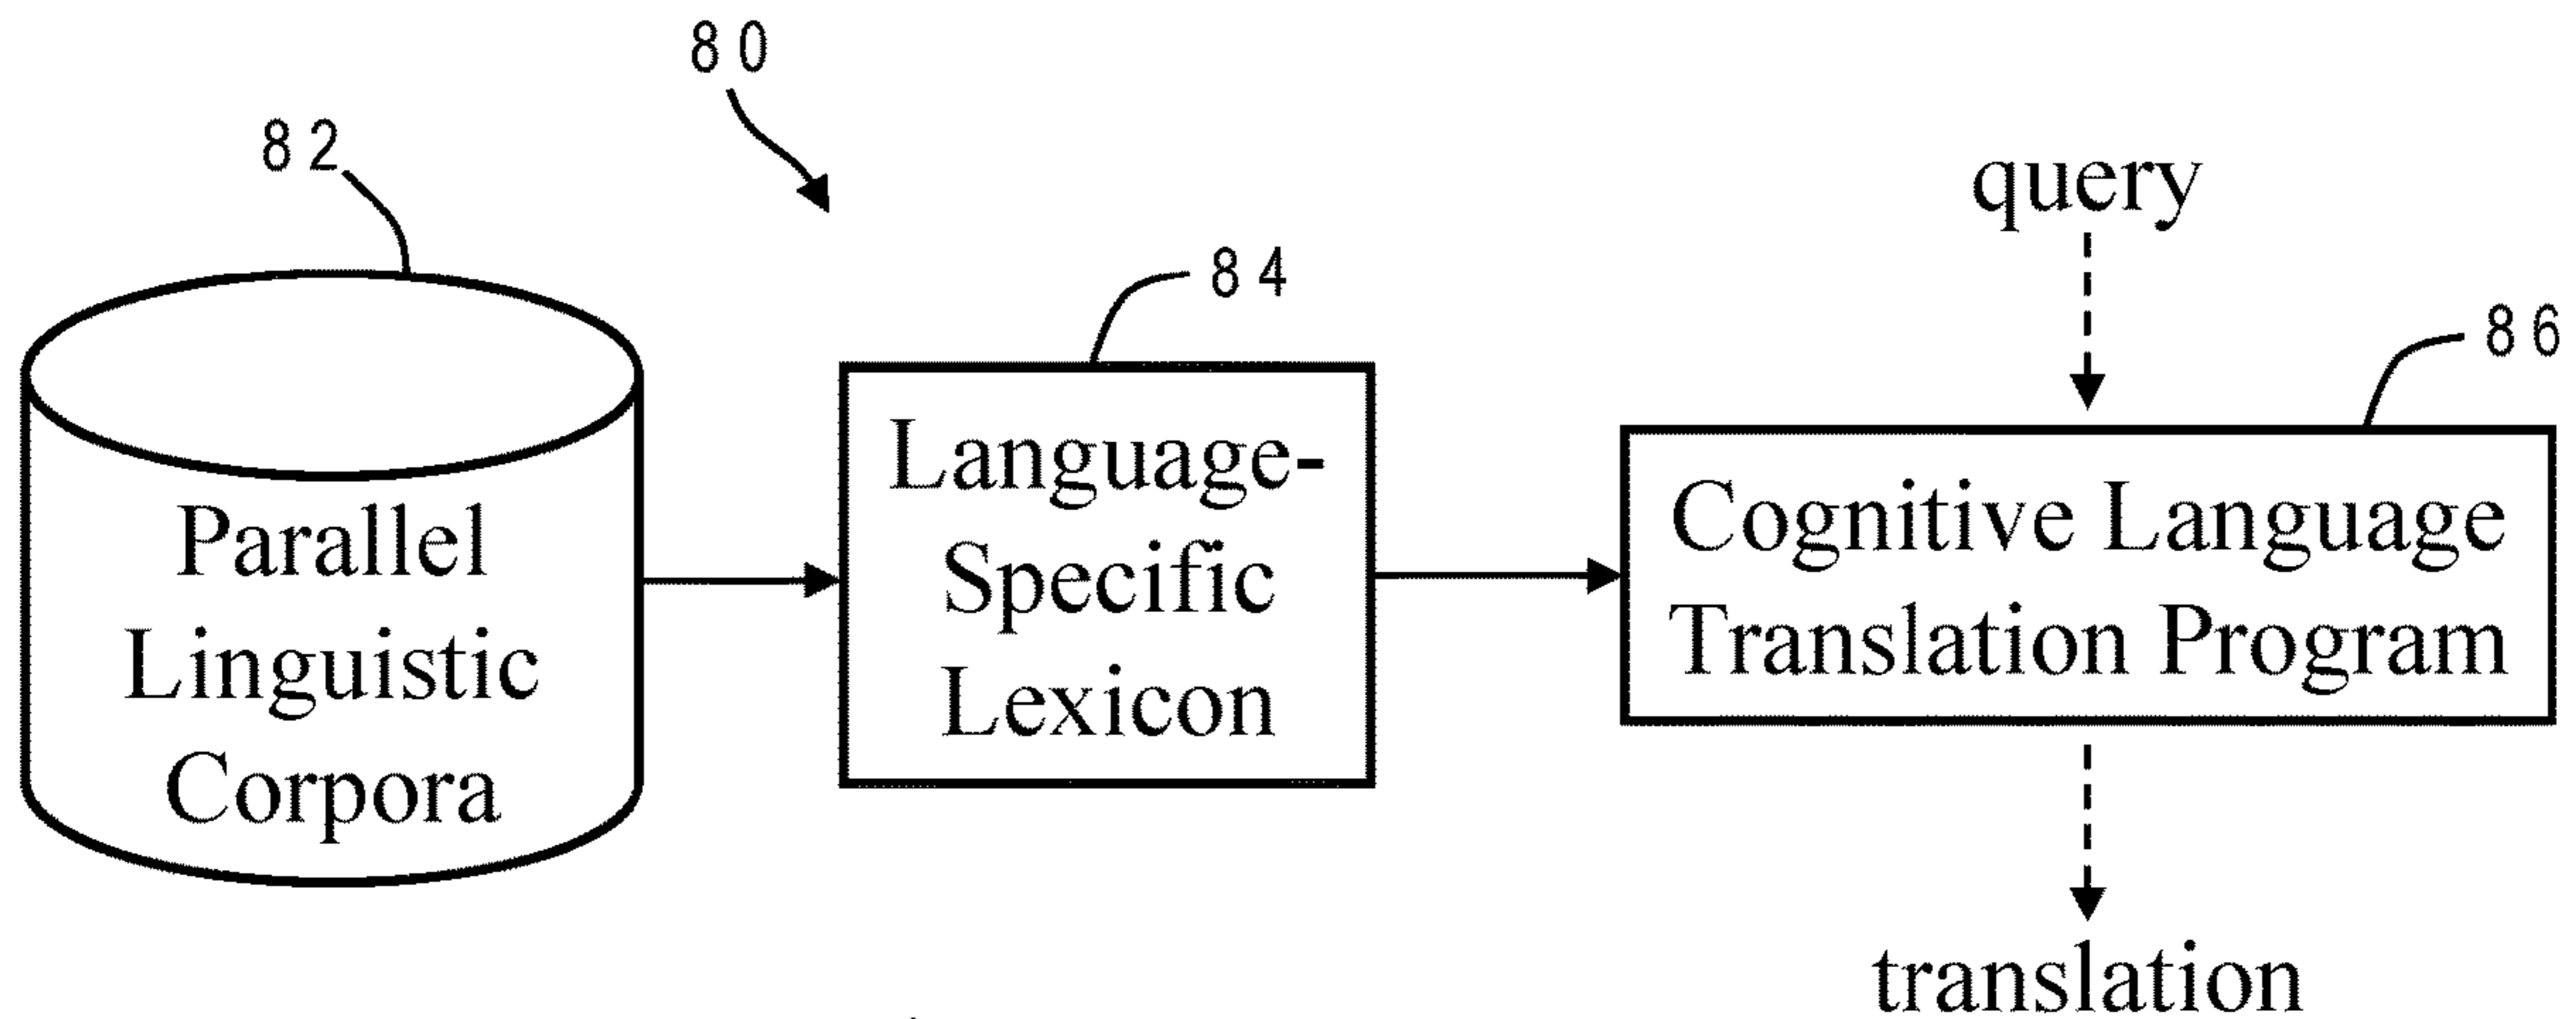 80
82
query
84
86
Parallel
Linguistic
Corpora
Language-
Specific
Lexicon
Cognitive Language
Translation Program
translation